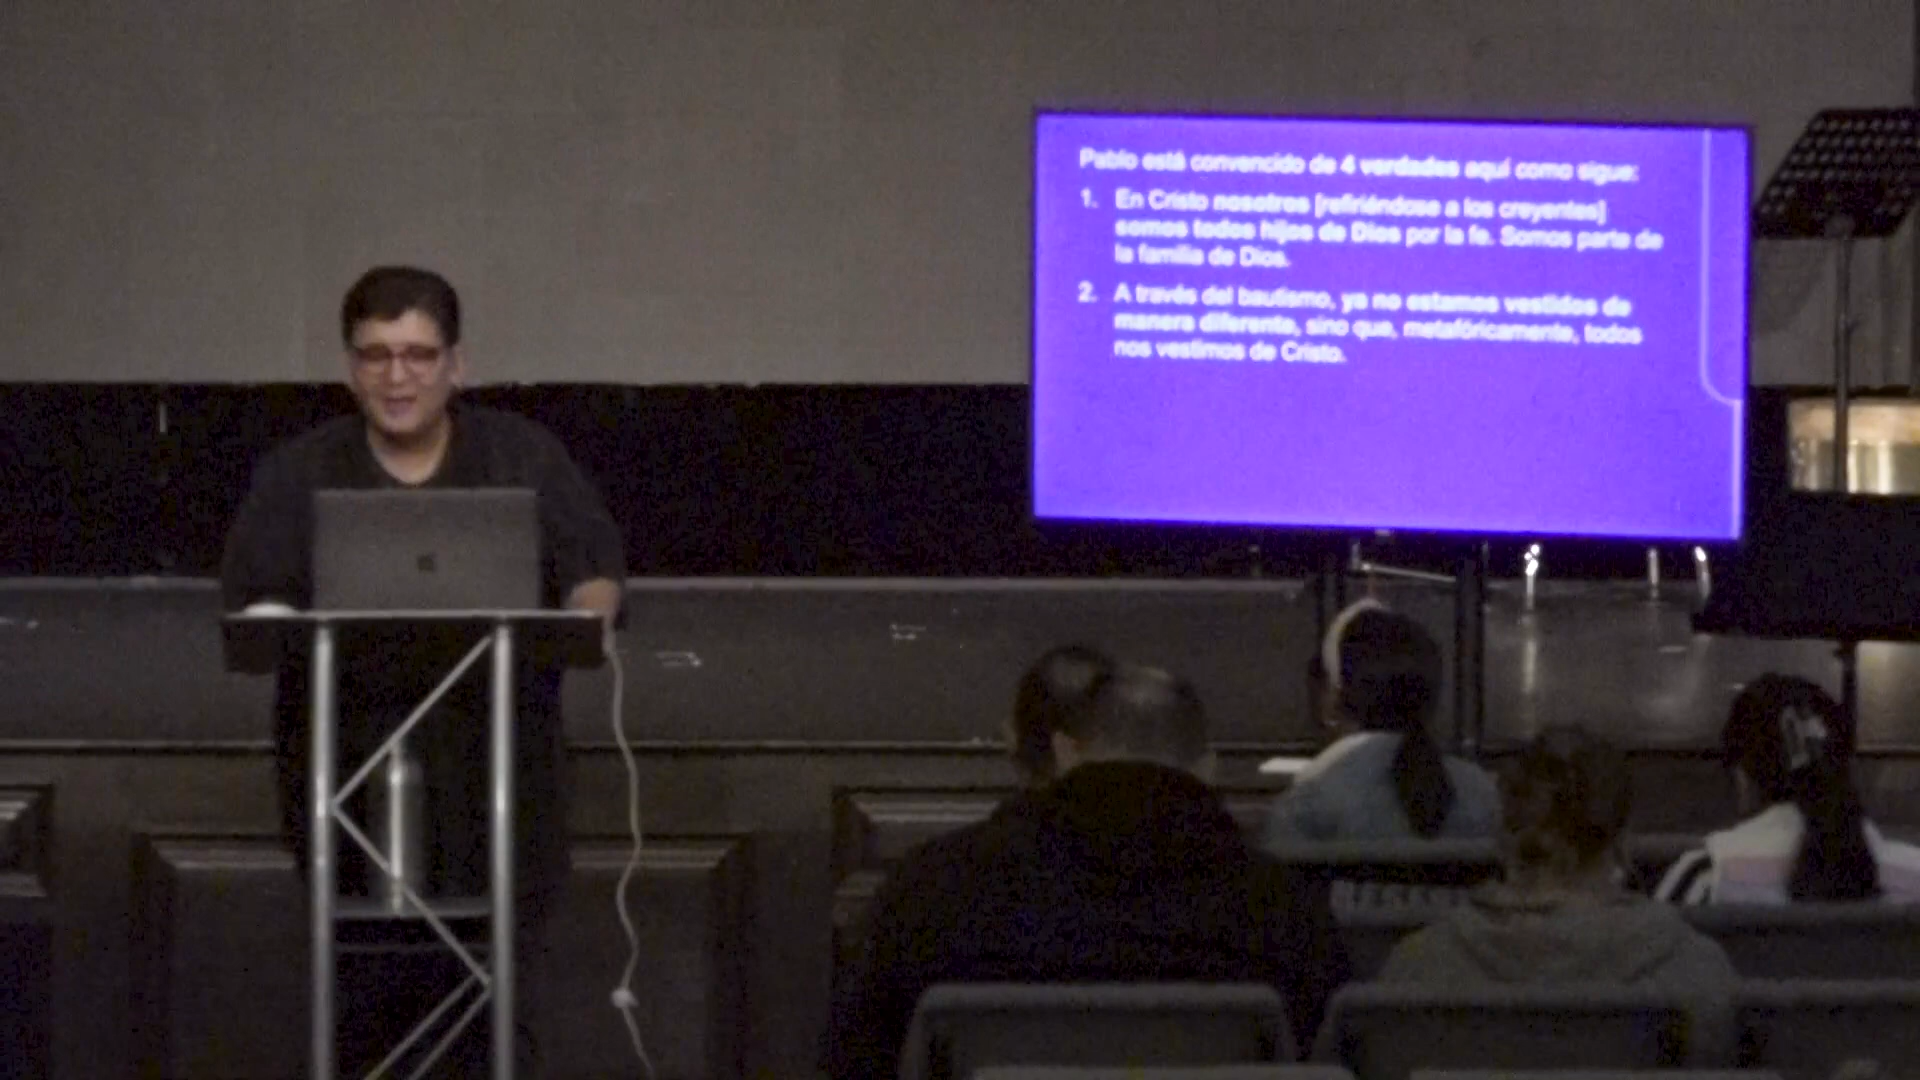 Pablo está convencido de 4 verdades aquí como sigue:
1. En Cristo nosotros [refiriéndose a los creyentes]
somos todos hijos de Dios por la fe. Somos parte de
la familia de Dios.
2. A través del bautismo, ya no estamos vestidos de
manera diferente, sino que, metafóricamente, todos
nos vestimos de Cristo.